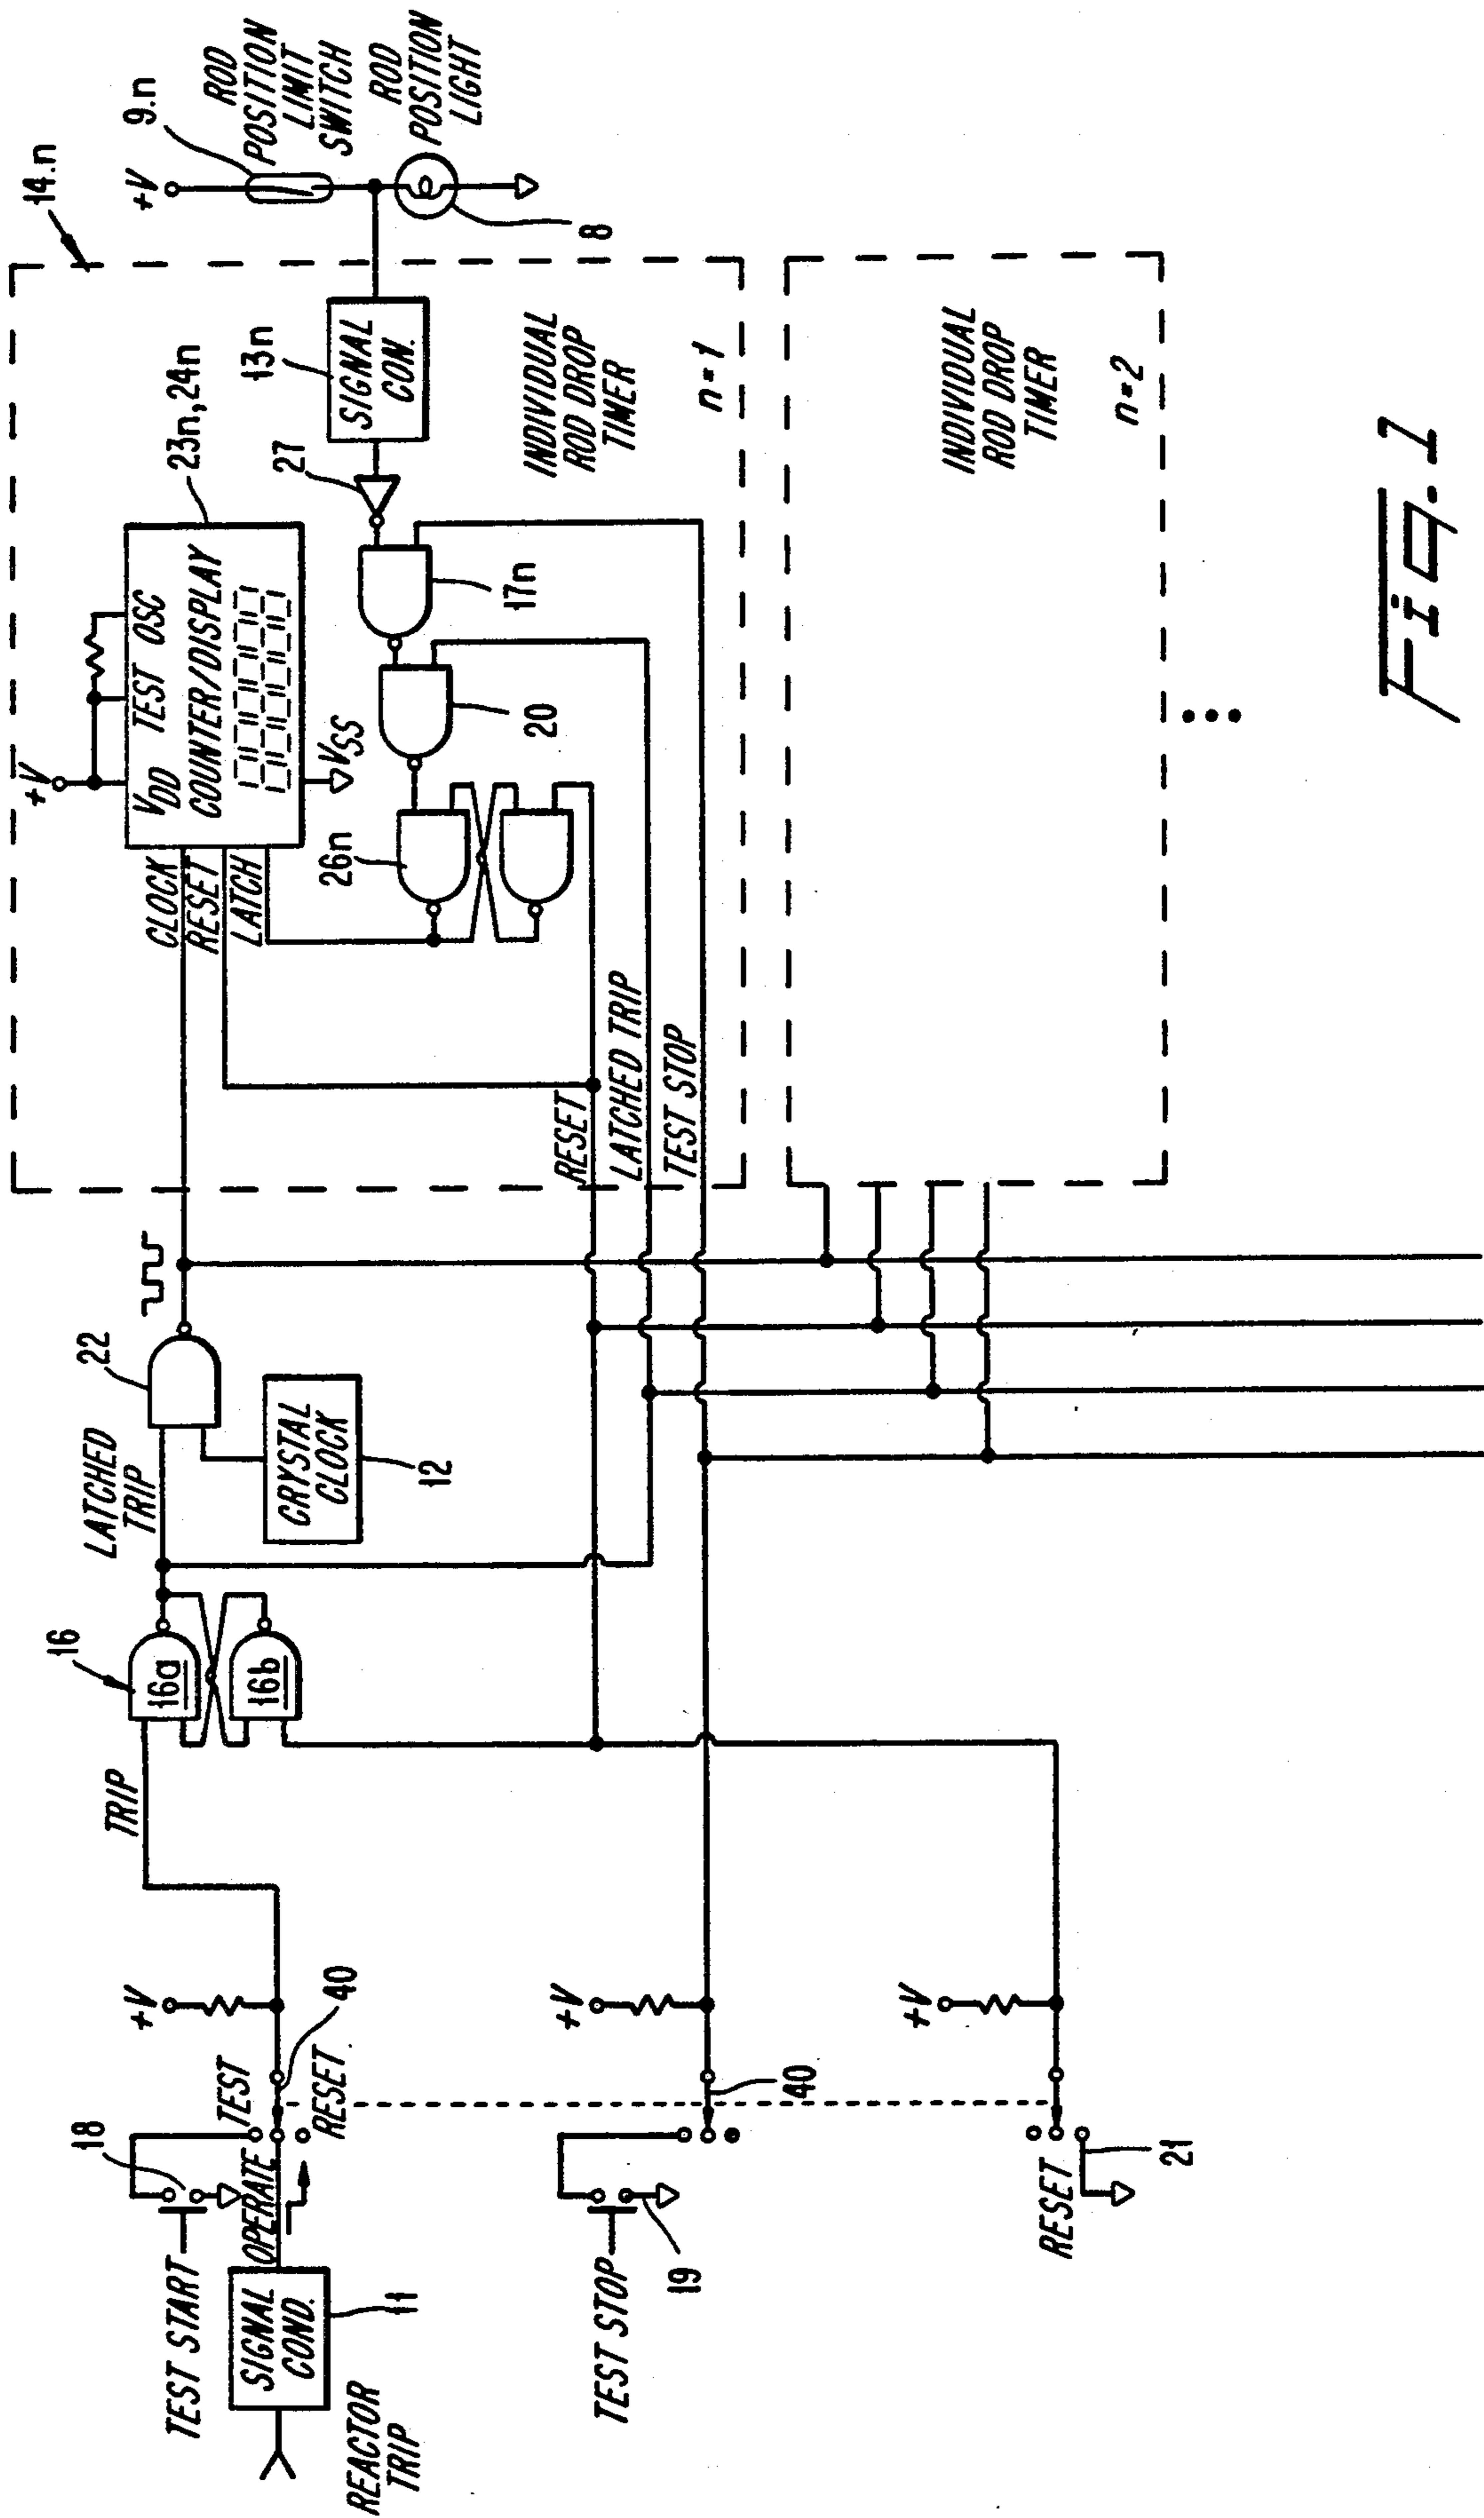 14.n
9.n
+V
ROD
POSITION
LIMIT
SWITCH
ROD
POSITION
LIGHT
8
13n
SIGNAL
CON.
23n,24n
+V
VDD TEST OSC
COUNTER/DISPLAY
VSS
CLOCK
RESET
LATCH
27
17n
20
26n
INDIVIDUAL
ROD DROP
TIMER
n=1
RESET
LATCHED TRIP
TEST STOP
INDIVIDUAL
ROD DROP
TIMER
n=2
22
LATCHED
TRIP
CRYSTAL
CLOCK
12
16
16a
16b
TRIP
+V
40
TEST
OPERATE
RESET
18
TEST START
SIGNAL
COND.
11
REACTOR
TRIP
+V
40
TEST STOP
19
+V
RESET
21
Fig. 7